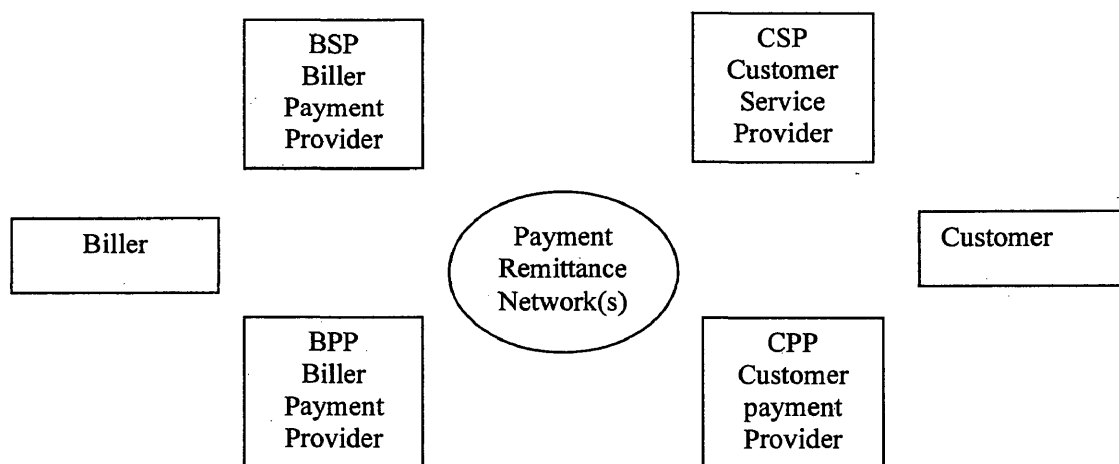 BSP
Biller
Payment
Provider
CSP
Customer
Service
Provider
Biller
Payment
Remittance
Network(s)
Customer
BPP
Biller
Payment
Provider
CPP
Customer
payment
Provider